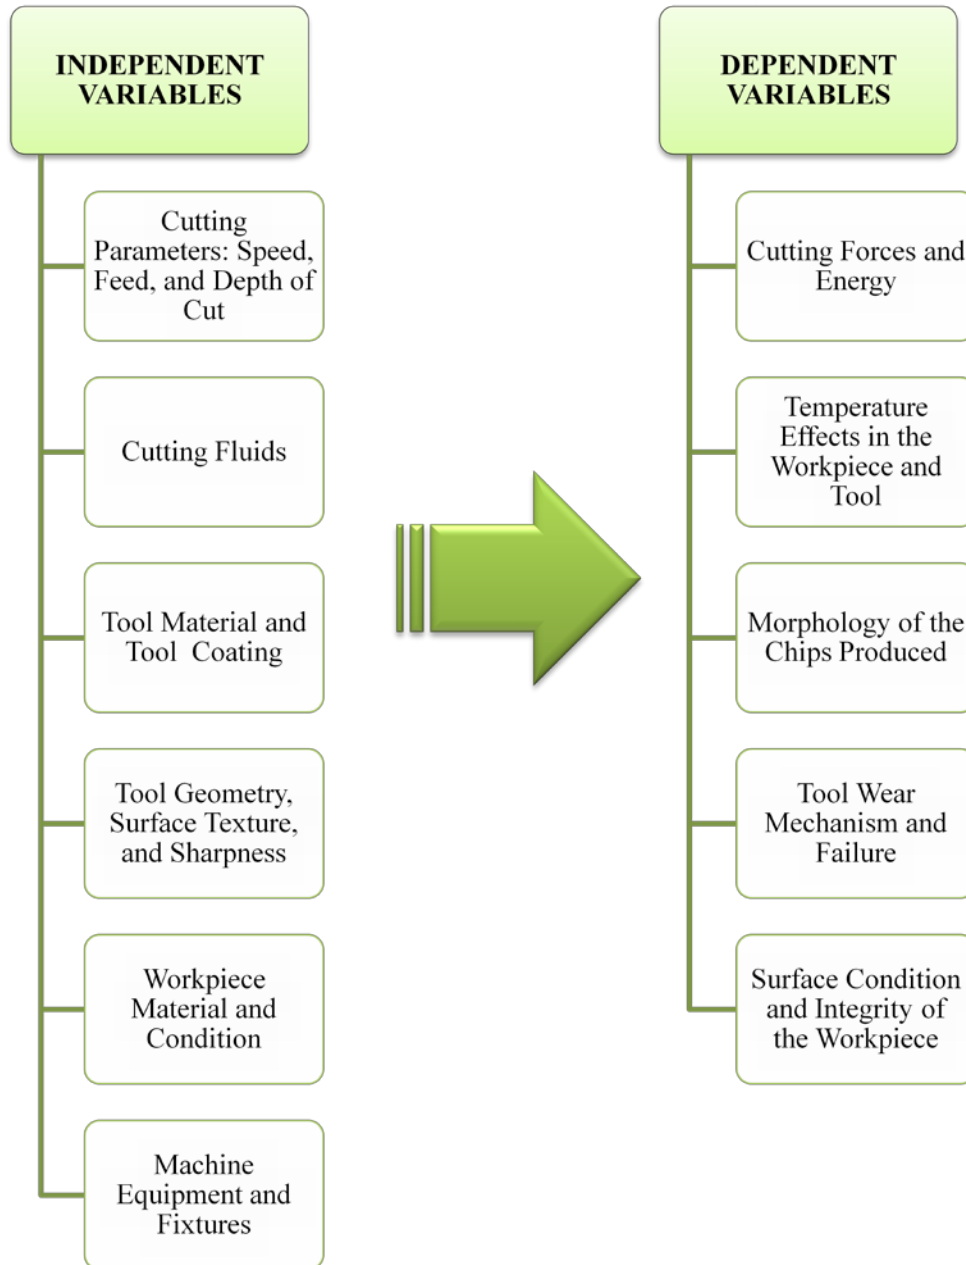 INDEPENDENT
VARIABLES
Cutting
Parameters: Speed,
Feed, and Depth of
Cut
Cutting Fluids
Tool Material and
Tool Coating
Tool Geometry,
Surface Texture,
and Sharpness
Workpiece
Material and
Condition
Machine
Equipment and
Fixtures
DEPENDENT
VARIABLES
Cutting Forces and
Energy
Temperature
Effects in the
Workpiece and
Tool
Morphology of the
Chips Produced
Tool Wear
Mechanism and
Failure
Surface Condition
and Integrity of
the Workpiece